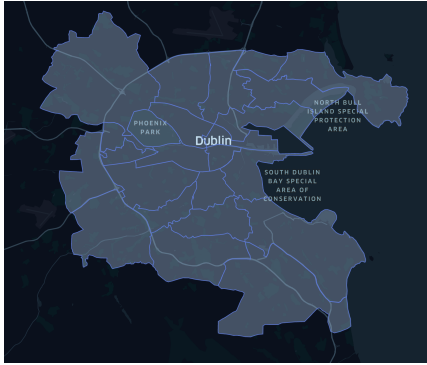 NORTH BULL
ISLAND SPECIAL
PROTECTION
AREA
PHOENIX
PARK
Dublin
SOUTH DUBLIN
BAY SPECIAL
AREA OF
CONSERVATION